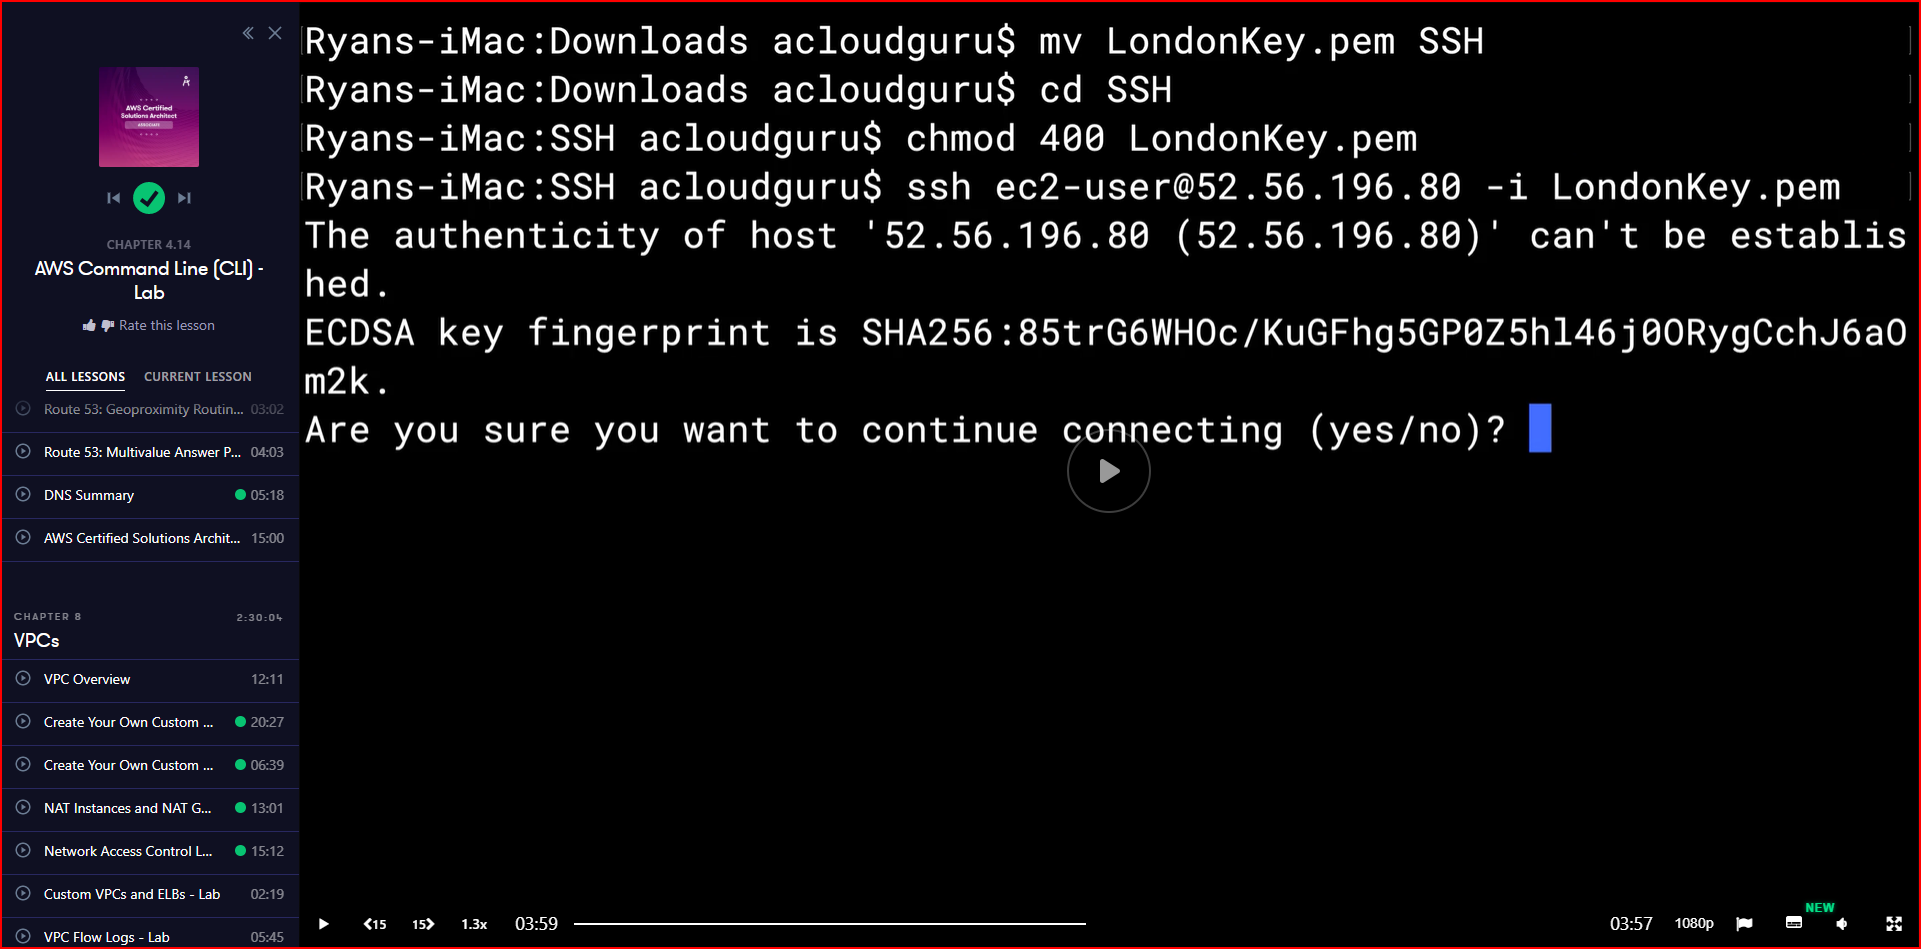 AWS Certified
Solutions Architect
ASSOCIATE
CHAPTER 4.14
AWS Command Line (CLI) -
Lab
Rate this lesson
ALL LESSONS CURRENT LESSON
Route 53: Geoproximity Routin... 03:02
Route 53: Multivalue Answer P... 04:03
DNS Summary 05:18
AWS Certified Solutions Archit... 15:00
CHAPTER 8 2:30:04
VPCs
VPC Overview 12:11
Create Your Own Custom ... 20:27
Create Your Own Custom ... 06:39
NAT Instances and NAT G... 13:01
Network Access Control L... 15:12
Custom VPCs and ELBs - Lab 02:19
VPC Flow Logs - Lab 05:45
Ryans-iMac:Downloads acloudguru$ mv LondonKey.pem SSH
Ryans-iMac:Downloads acloudguru$ cd SSH
Ryans-iMac:SSH acloudguru$ chmod 400 LondonKey.pem
Ryans-iMac:SSH acloudguru$ ssh ec2-user@52.56.196.80 -i LondonKey.pem
The authenticity of host '52.56.196.80 (52.56.196.80)' can't be establis
hed.
ECDSA key fingerprint is SHA256:85trG6WHOc/KuGFhg5GP0Z5hl46j0ORygCchJ6aO
m2k.
Are you sure you want to continue connecting (yes/no)?
15 15 1.3x 03:59 03:57 1080p NEW